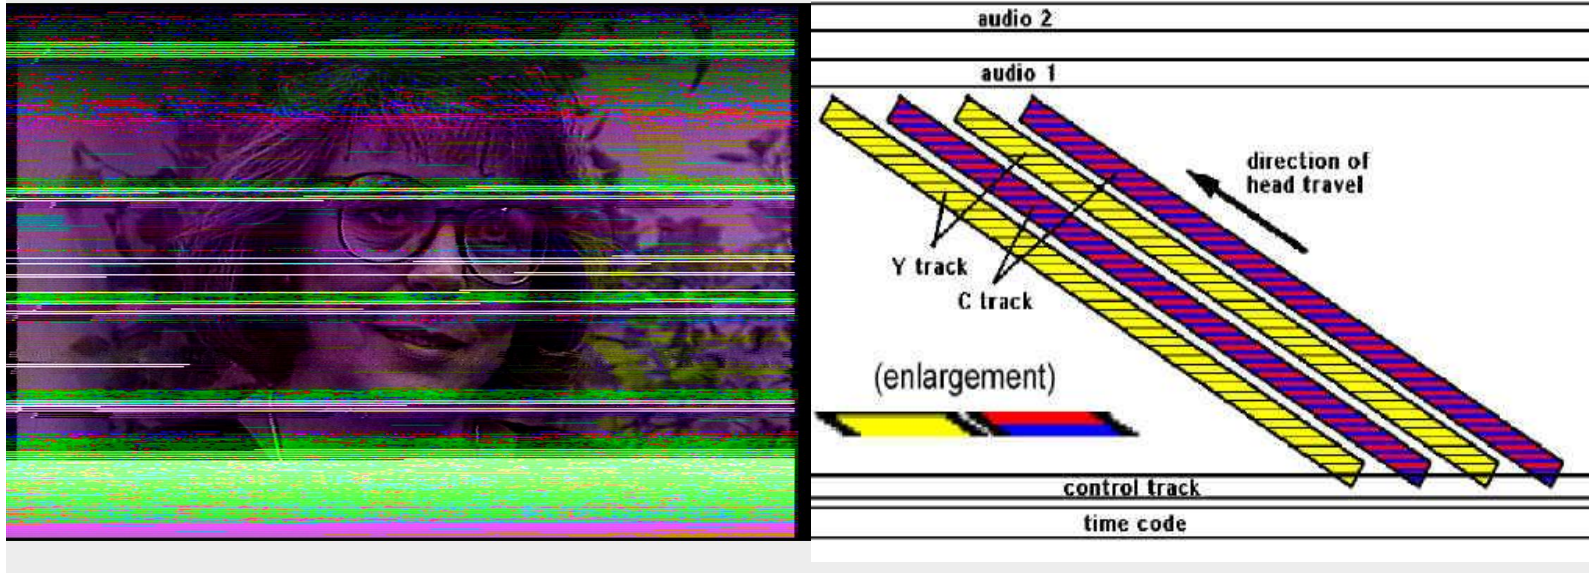 audio 2
audio 1
direction of
head travel
Y track
C track
(enlargement)
control track
time code